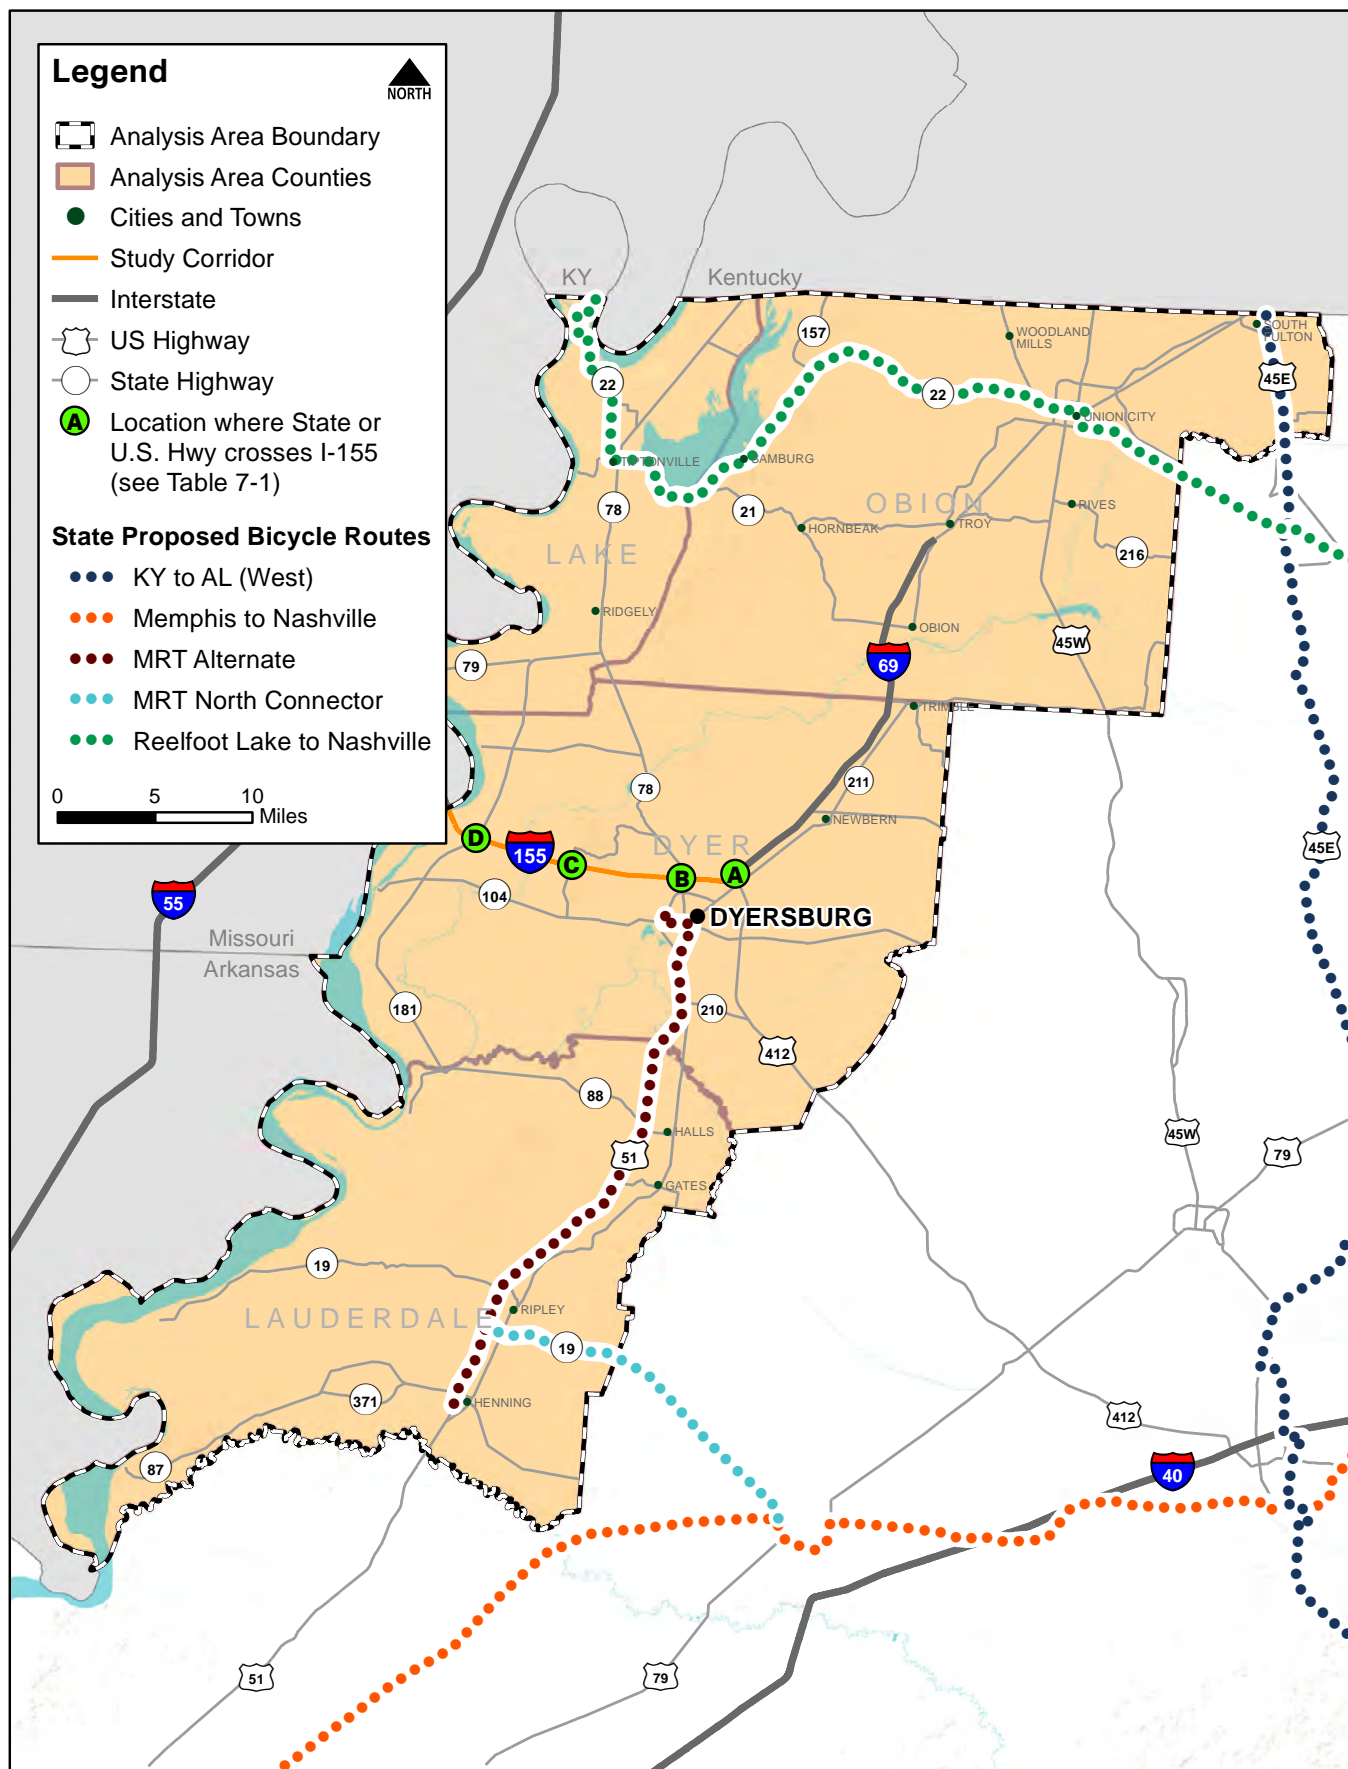 Legend
NORTH
Analysis Area Boundary
Analysis Area Counties
Cities and Towns
Study Corridor
Interstate
US Highway
State Highway
A
Location where State or
U.S. Hwy crosses I-155
(see Table 7-1)
State Proposed Bicycle Routes
KY to AL (West)
Memphis to Nashville
MRT Alternate
MRT North Connector
Reelfoot Lake to Nashville
0 5 10
Miles
KY
Kentucky
157
WOODLAND
MILLS
SOUTH
FULTON
45E
22
22
UNION CITY
TIPTONVILLE
SAMBURG
OBION
78
21
HORNBEAK
TROY
RIVES
216
LAKE
RIDGELY
OBION
45W
79
69
TRIMBLE
78
211
NEWBERN
45E
DYER
D
155
C
B
A
104
55
DYERSBURG
Missouri
Arkansas
181
210
412
88
HALLS
45W
79
51
GATES
19
RIPLEY
LAUDERDALE
19
371
HENNING
412
87
40
51
79